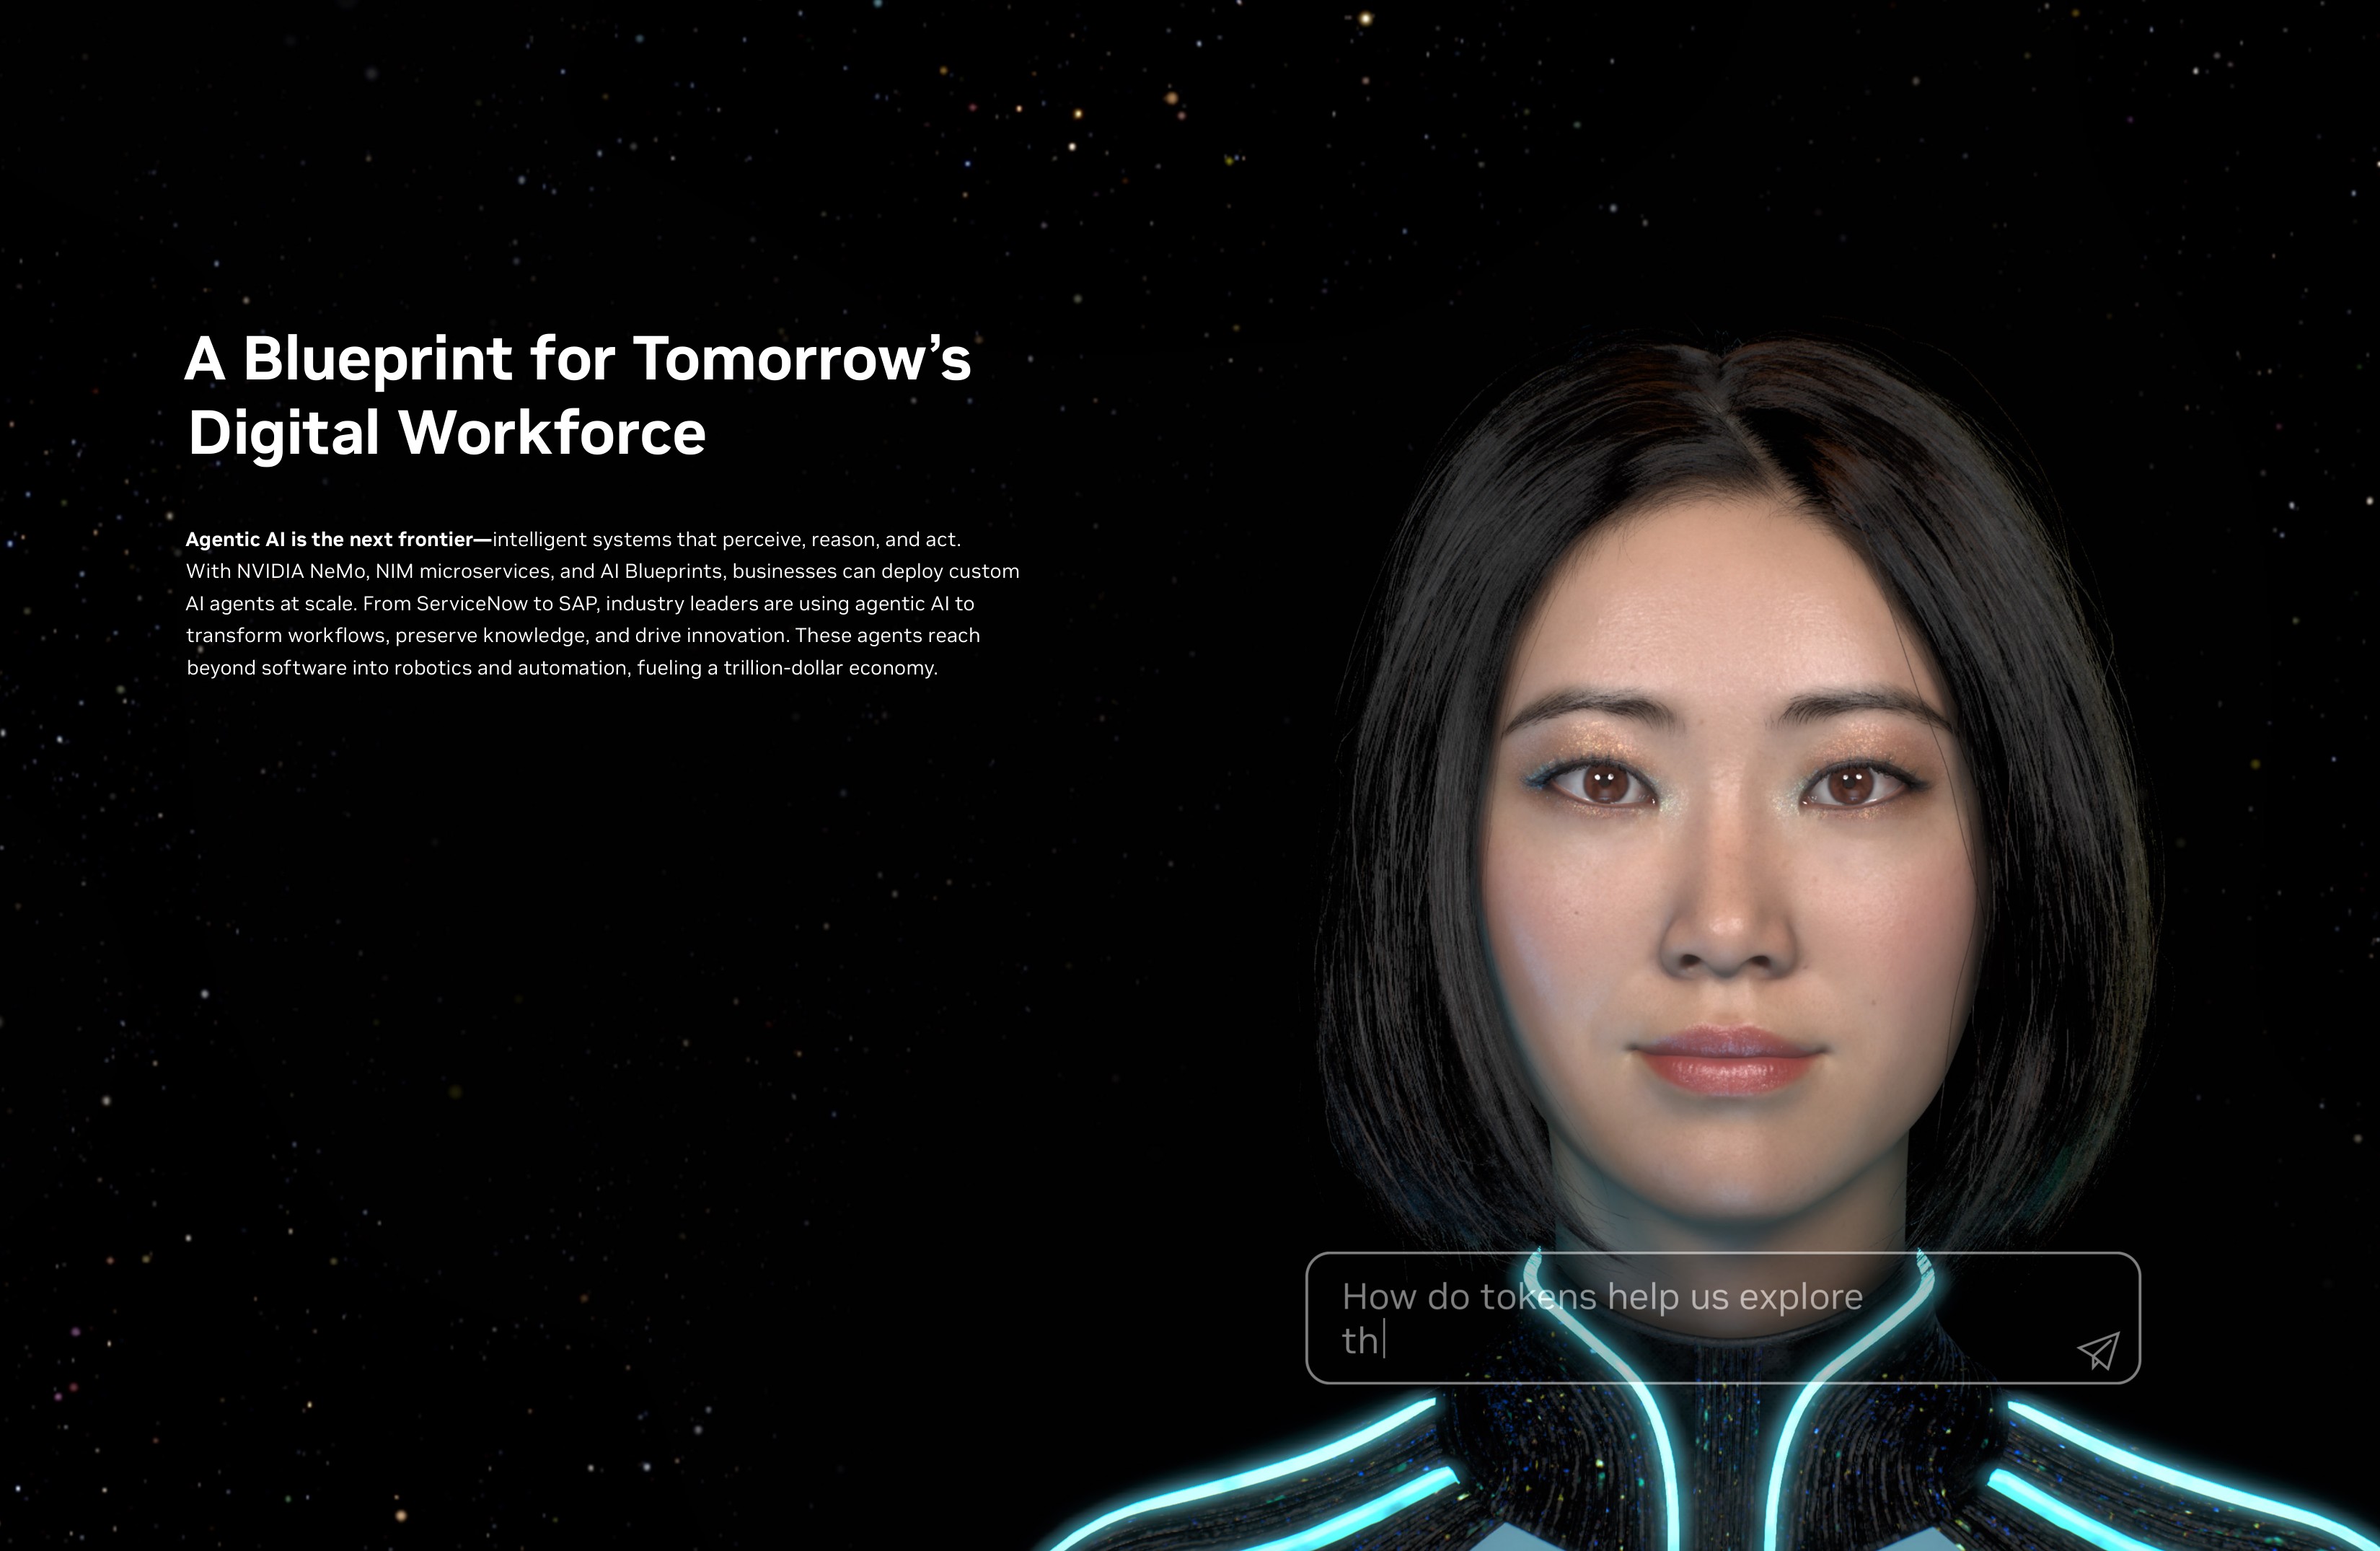 A Blueprint for Tomorrow’s
Digital Workforce
Agentic AI is the next frontier—intelligent systems that perceive, reason, and act.
With NVIDIA NeMo, NIM microservices, and AI Blueprints, businesses can deploy custom
AI agents at scale. From ServiceNow to SAP, industry leaders are using agentic AI to
transform workflows, preserve knowledge, and drive innovation. These agents reach
beyond software into robotics and automation, fueling a trillion-dollar economy.
How do tokens help us explore
th